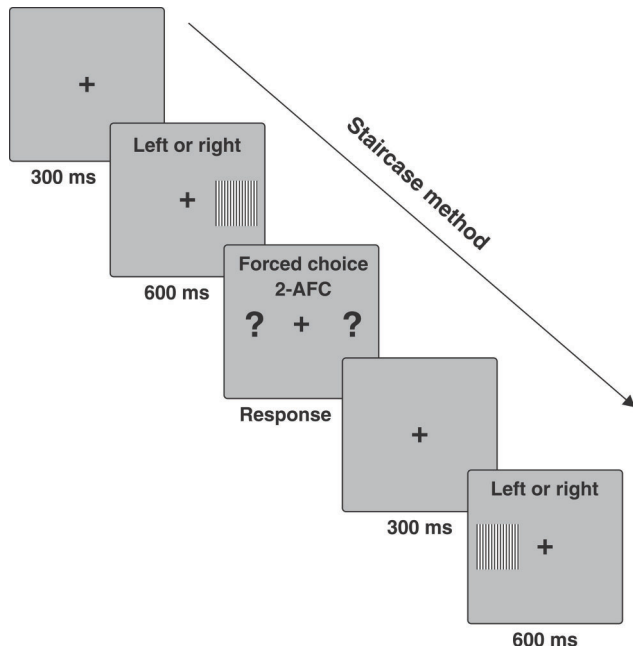 +
300 ms
Left or right
+
600 ms
Forced choice
2-AFC
? + ?
Response
+
300 ms
Left or right
+
600 ms
Staircase method